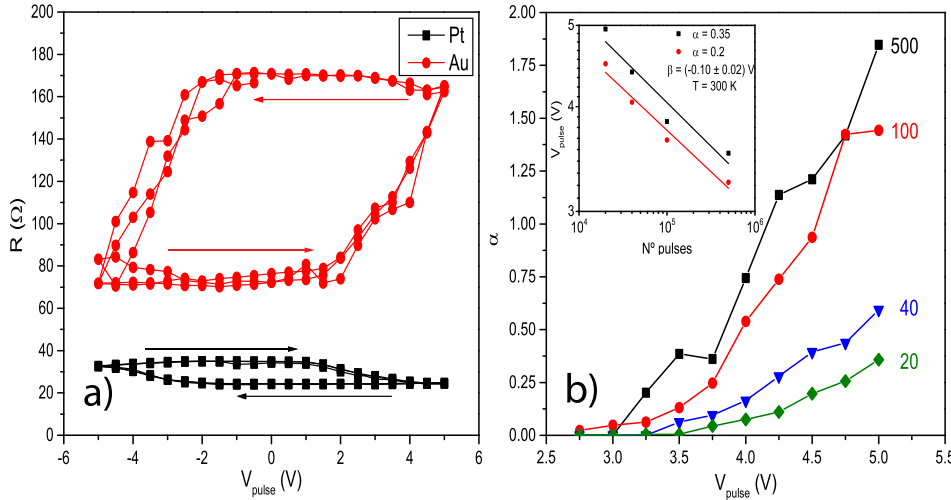 200
180
160
140
120
100
80
60
40
20
0
R (Ω)
Pt
Au
a)
-6 -4 -2 0 2 4 6
V_pulse (V)
2.00
1.75
1.50
1.25
1.00
0.75
0.50
0.25
0.00
α
5
4
3
V_pulse (V)
α = 0.35
α = 0.2
β = (-0.10 ± 0.02) V
T = 300 K
10^4 10^5 10^6
Nº pulses
500
100
40
20
b)
2.5 3.0 3.5 4.0 4.5 5.0 5.5
V_pulse (V)